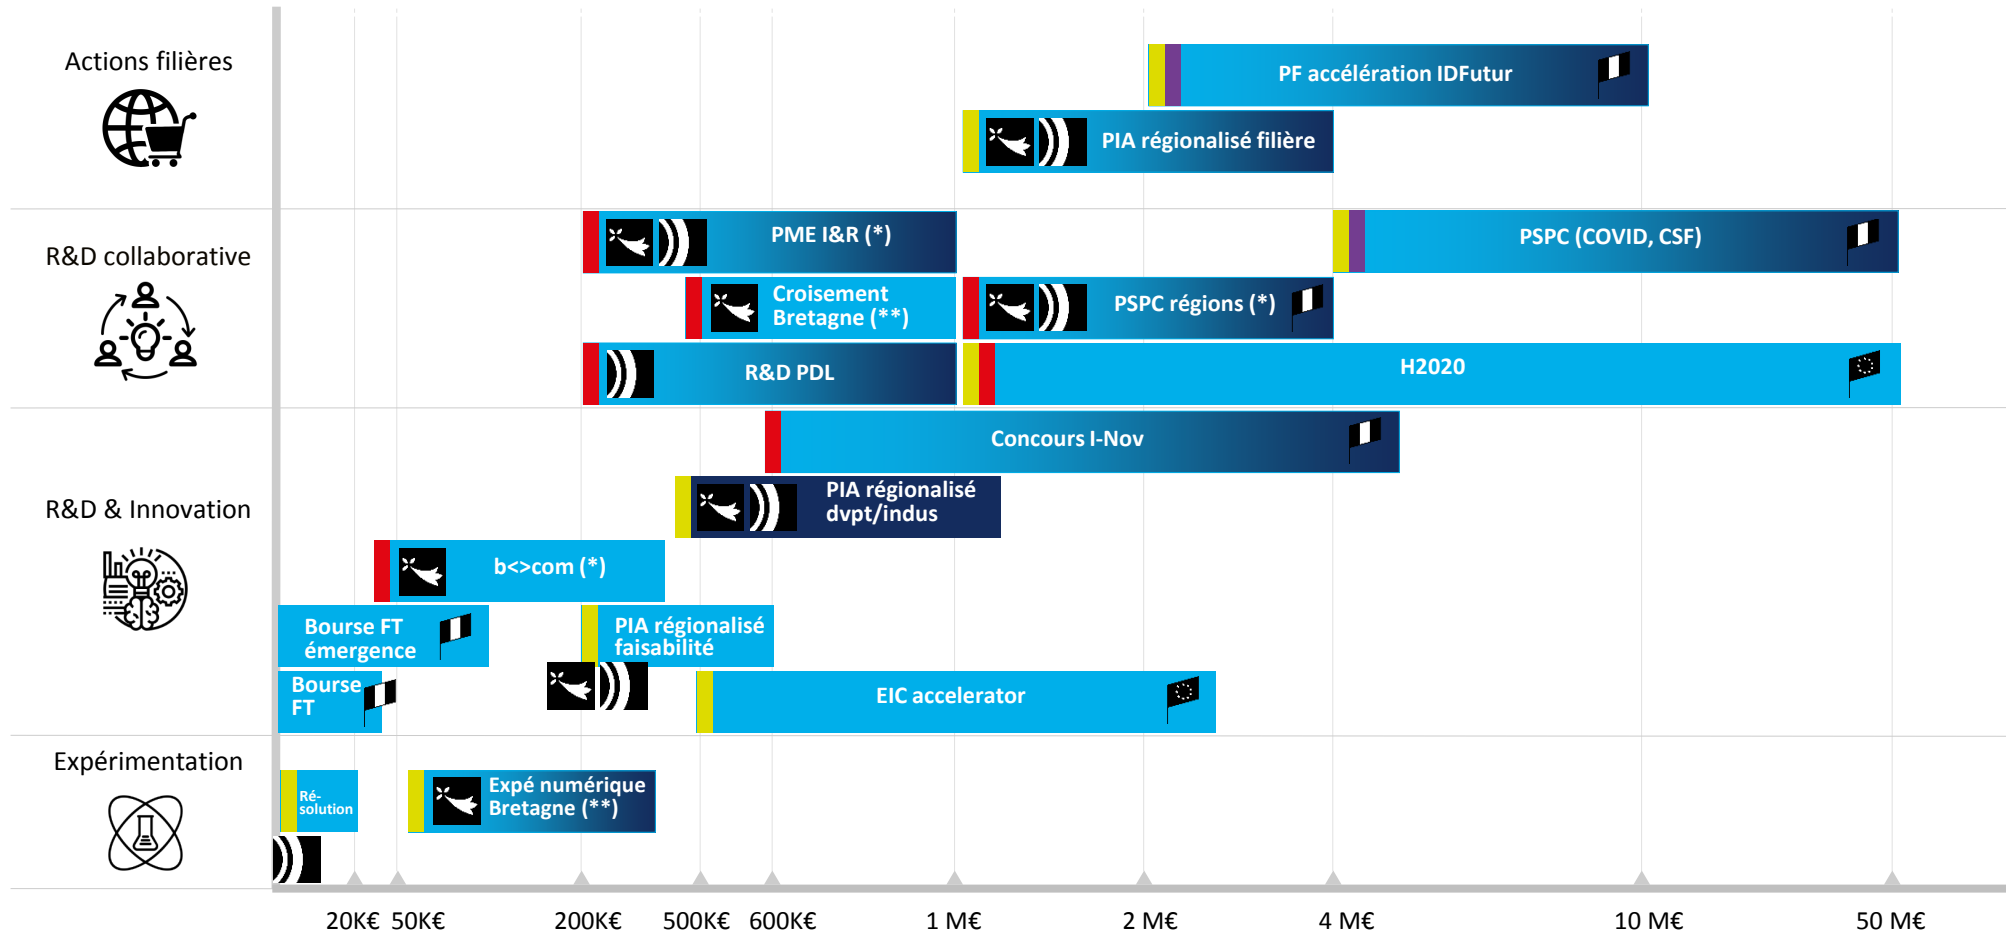 Actions filières
PF accélération IDFutur
PIA régionalisé filière
R&D collaborative
PME I&R (*)
PSPC (COVID, CSF)
Croisement
Bretagne (**)
PSPC régions (*)
R&D PDL
H2020
R&D & Innovation
Concours I-Nov
PIA régionalisé
dvpt/indus
b<>com (*)
Bourse FT
émergence
PIA régionalisé
faisabilité
Bourse
FT
EIC accelerator
Expérimentation
Ré-
solution
Expé numérique
Bretagne (**)
20K€ 50K€ 200K€ 500K€ 600K€ 1 M€ 2 M€ 4 M€ 10 M€ 50 M€